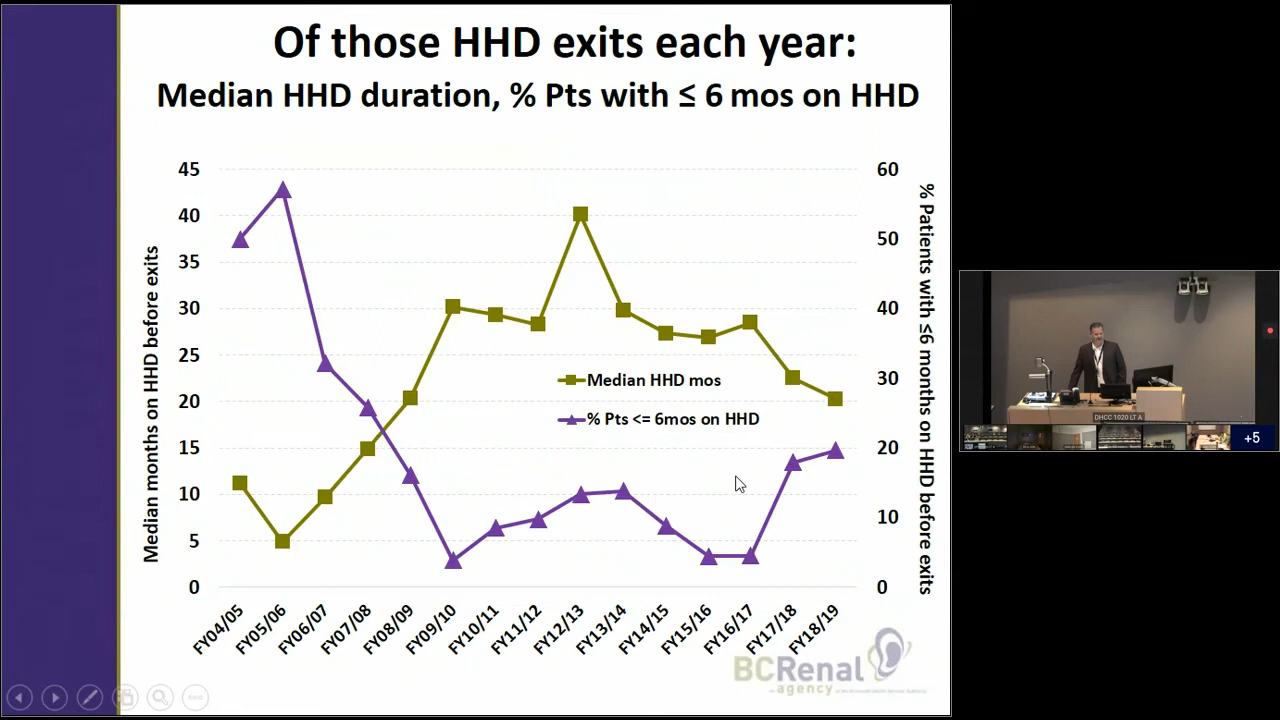 Of those HHD exits each year:
Median HHD duration, % Pts with ≤ 6 mos on HHD
Median months on HHD before exits
45
40
35
30
25
20
15
10
5
0
60
50
40
30
20
10
0
% Patients with ≤6 months on HHD before exits
Median HHD mos
% Pts <= 6mos on HHD
FY04/05
FY05/06
FY06/07
FY07/08
FY08/09
FY09/10
FY10/11
FY11/12
FY12/13
FY13/14
FY14/15
FY15/16
FY16/17
FY17/18
FY18/19
BCRenal
agency
DHCC 1020 LT A
+5